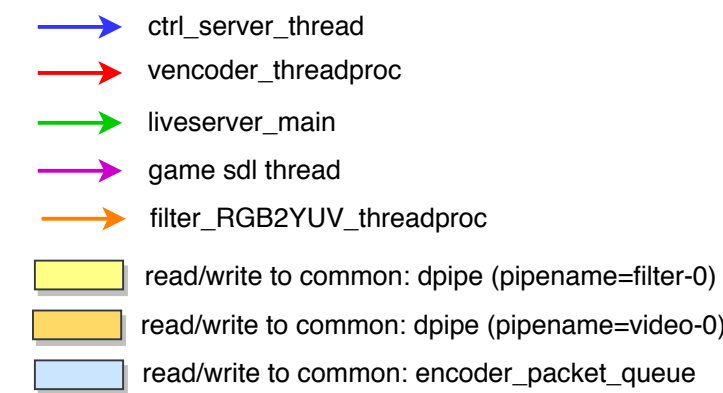 ctrl_server_thread
vencoder_threadproc
liveserver_main
game sdl thread
filter_RGB2YUV_threadproc
read/write to common: dpipe (pipename=filter-0)
read/write to common: dpipe (pipename=video-0)
read/write to common: encoder_packet_queue